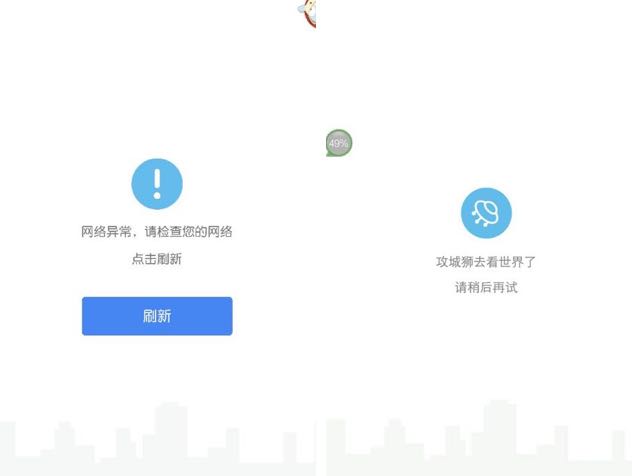 网络异常，请检查您的网络
点击刷新
刷新
49%
攻城狮去看世界了
请稍后再试